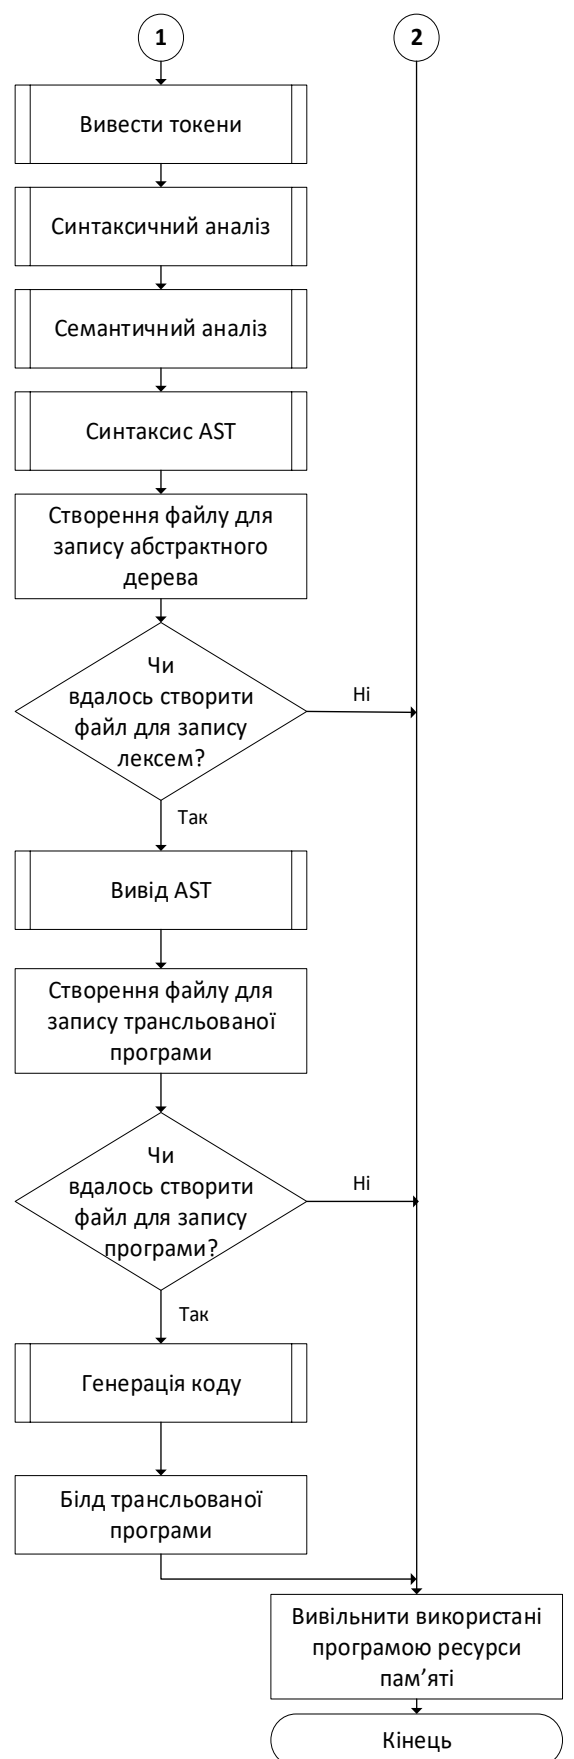 1
2
Вивести токени
Синтаксичний аналіз
Семантичний аналіз
Синтаксис AST
Створення файлу для
запису абстрактного
дерева
Чи
вдалось створити
файл для запису
лексем?
Ні
Так
Вивід AST
Створення файлу для
запису трансльованої
програми
Чи
вдалось створити
файл для запису
програми?
Ні
Так
Генерація коду
Білд трансльованої
програми
Вивільнити використані
програмою ресурси
пам’яті
Кінець